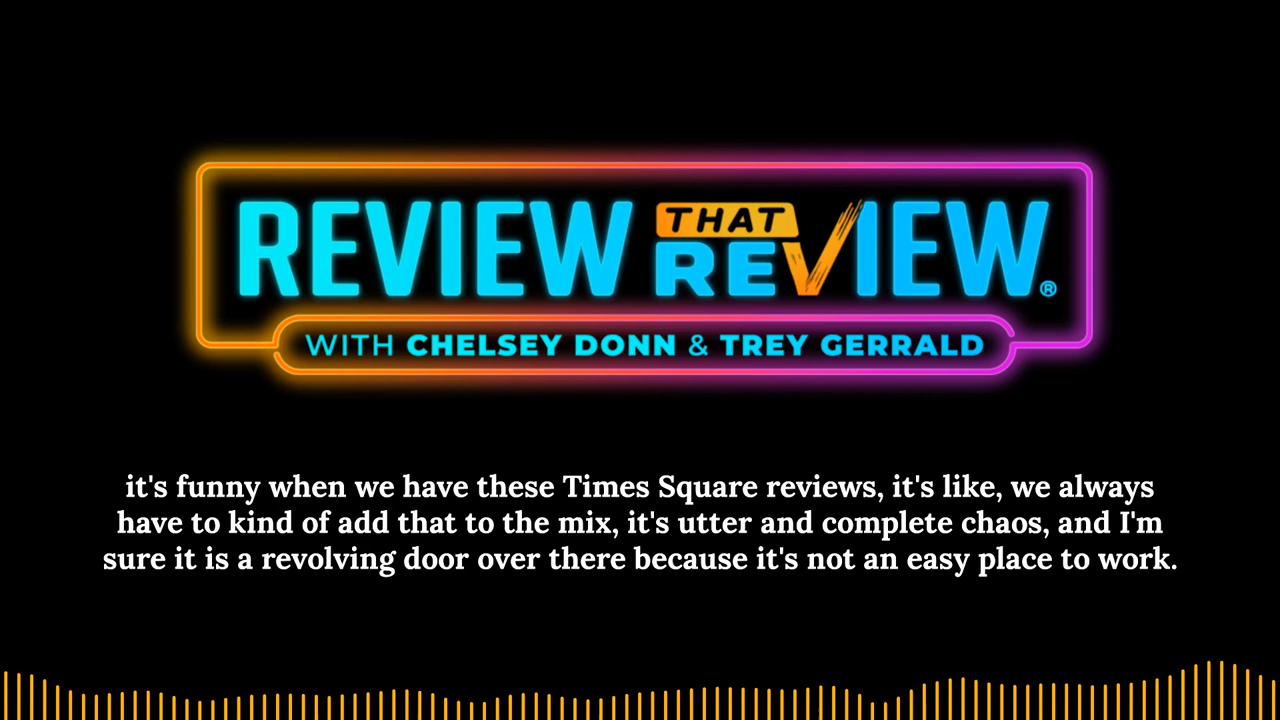 REVIEW THAT REVIEW®
WITH CHELSEY DONN & TREY GERRALD
it's funny when we have these Times Square reviews, it's like, we always
have to kind of add that to the mix, it's utter and complete chaos, and I'm
sure it is a revolving door over there because it's not an easy place to work.